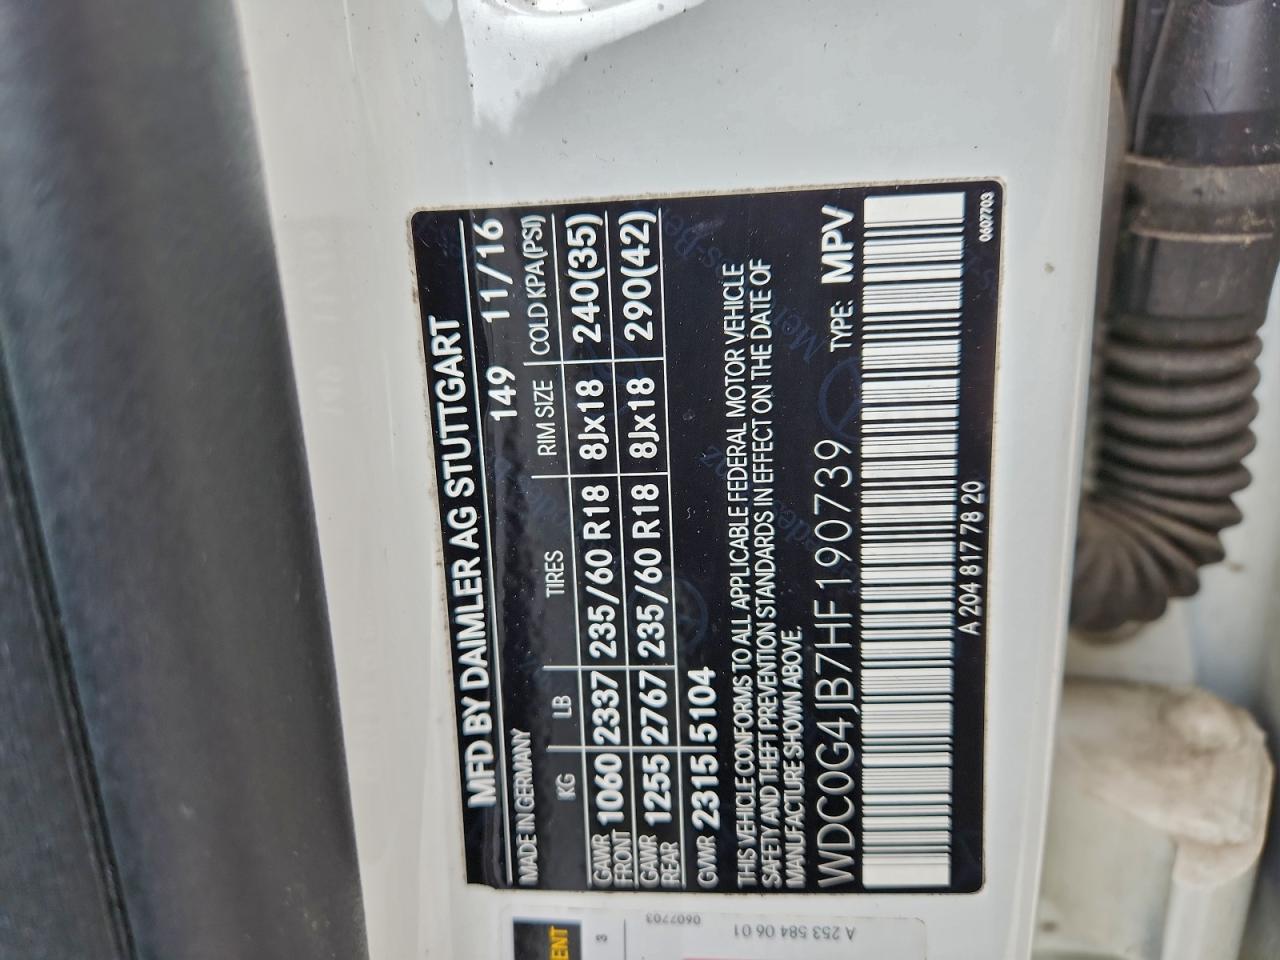 MFD BY DAIMLER AG STUTTGART
MADE IN GERMANY 149 11/16
KG LB TIRES RIM SIZE COLD KPA (PSI)
GAWR FRONT 1060 2337 235/60 R18 8Jx18 240(35)
GAWR REAR 1255 2767 235/60 R18 8Jx18 290(42)
GVWR 2315 5104
THIS VEHICLE CONFORMS TO ALL APPLICABLE FEDERAL MOTOR VEHICLE
SAFETY AND THEFT PREVENTION STANDARDS IN EFFECT ON THE DATE OF
MANUFACTURE SHOWN ABOVE.
WDC0G4JB7HF190739 TYPE: MPV
A 204 817 78 20
0607703
A 253 584 06 01
0607703
3